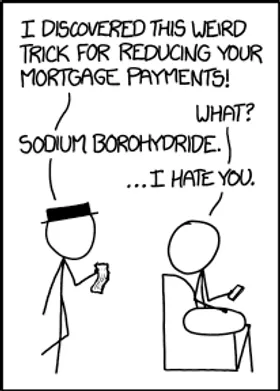 I DISCOVERED THIS WEIRD
TRICK FOR REDUCING YOUR
MORTGAGE PAYMENTS!
WHAT?
SODIUM BOROHYDRIDE.
...I HATE YOU.